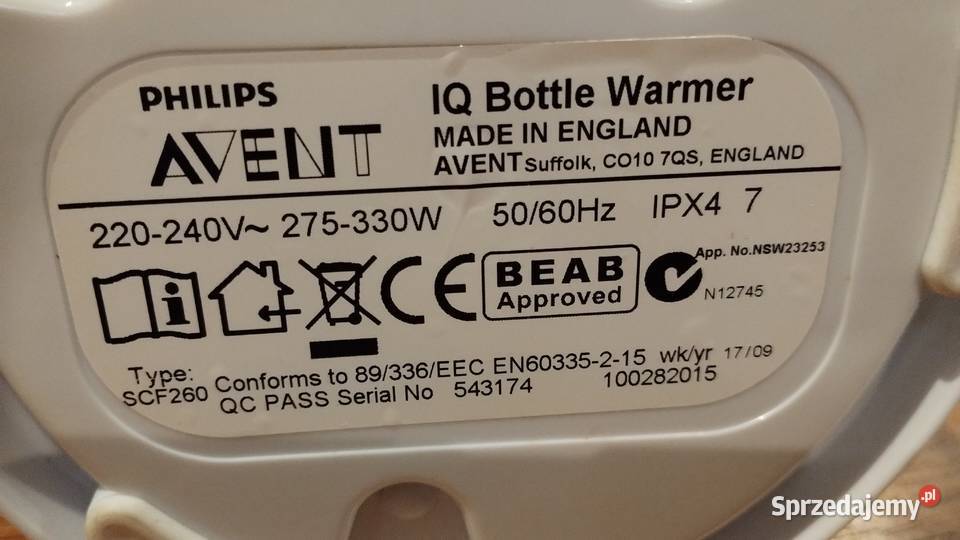 PHILIPS
AVENT
IQ Bottle Warmer
MADE IN ENGLAND
AVENT Suffolk, CO10 7QS, ENGLAND
220-240V~ 275-330W 50/60Hz IPX4 7
i
CE
BEAB
Approved
App. No.NSW23253
N12745
Type:
SCF260
Conforms to 89/336/EEC EN60335-2-15 wk/yr 17/09
QC PASS Serial No 543174 100282015
Sprzedajemy.pl